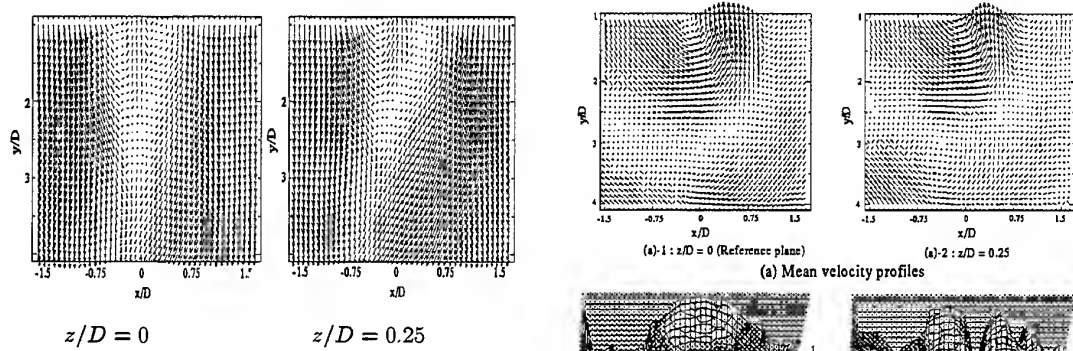 y/D
2
3
-1.5 -0.75 0 0.75 1.5
x/D
z/D = 0
y/D
2
3
-1.5 -0.75 0 0.75 1.5
x/D
z/D = 0.25
1
2
3
4
y/D
-1.5 -0.75 0 0.75 1.5
x/D
(a)-1 : z/D = 0 (Reference plane)
1
2
3
4
y/D
-1.5 -0.75 0 0.75 1.5
x/D
(a)-2 : z/D = 0.25
(a) Mean velocity profiles
1